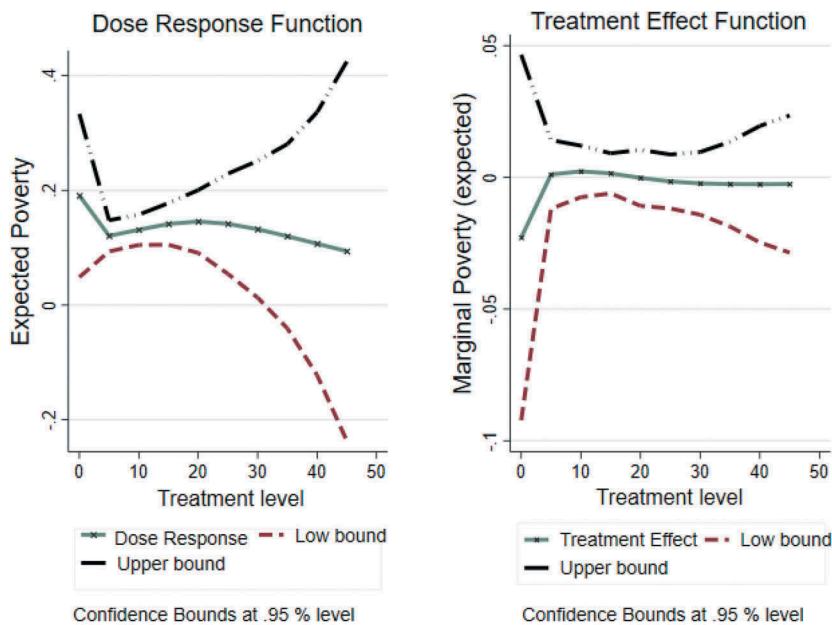 Dose Response Function
Expected Poverty
.4
.2
0
-.2
0 10 20 30 40 50
Treatment level
Dose Response Low bound
Upper bound
Confidence Bounds at .95 % level
Treatment Effect Function
Marginal Poverty (expected)
.05
0
-.05
-.1
0 10 20 30 40 50
Treatment level
Treatment Effect Low bound
Upper bound
Confidence Bounds at .95 % level